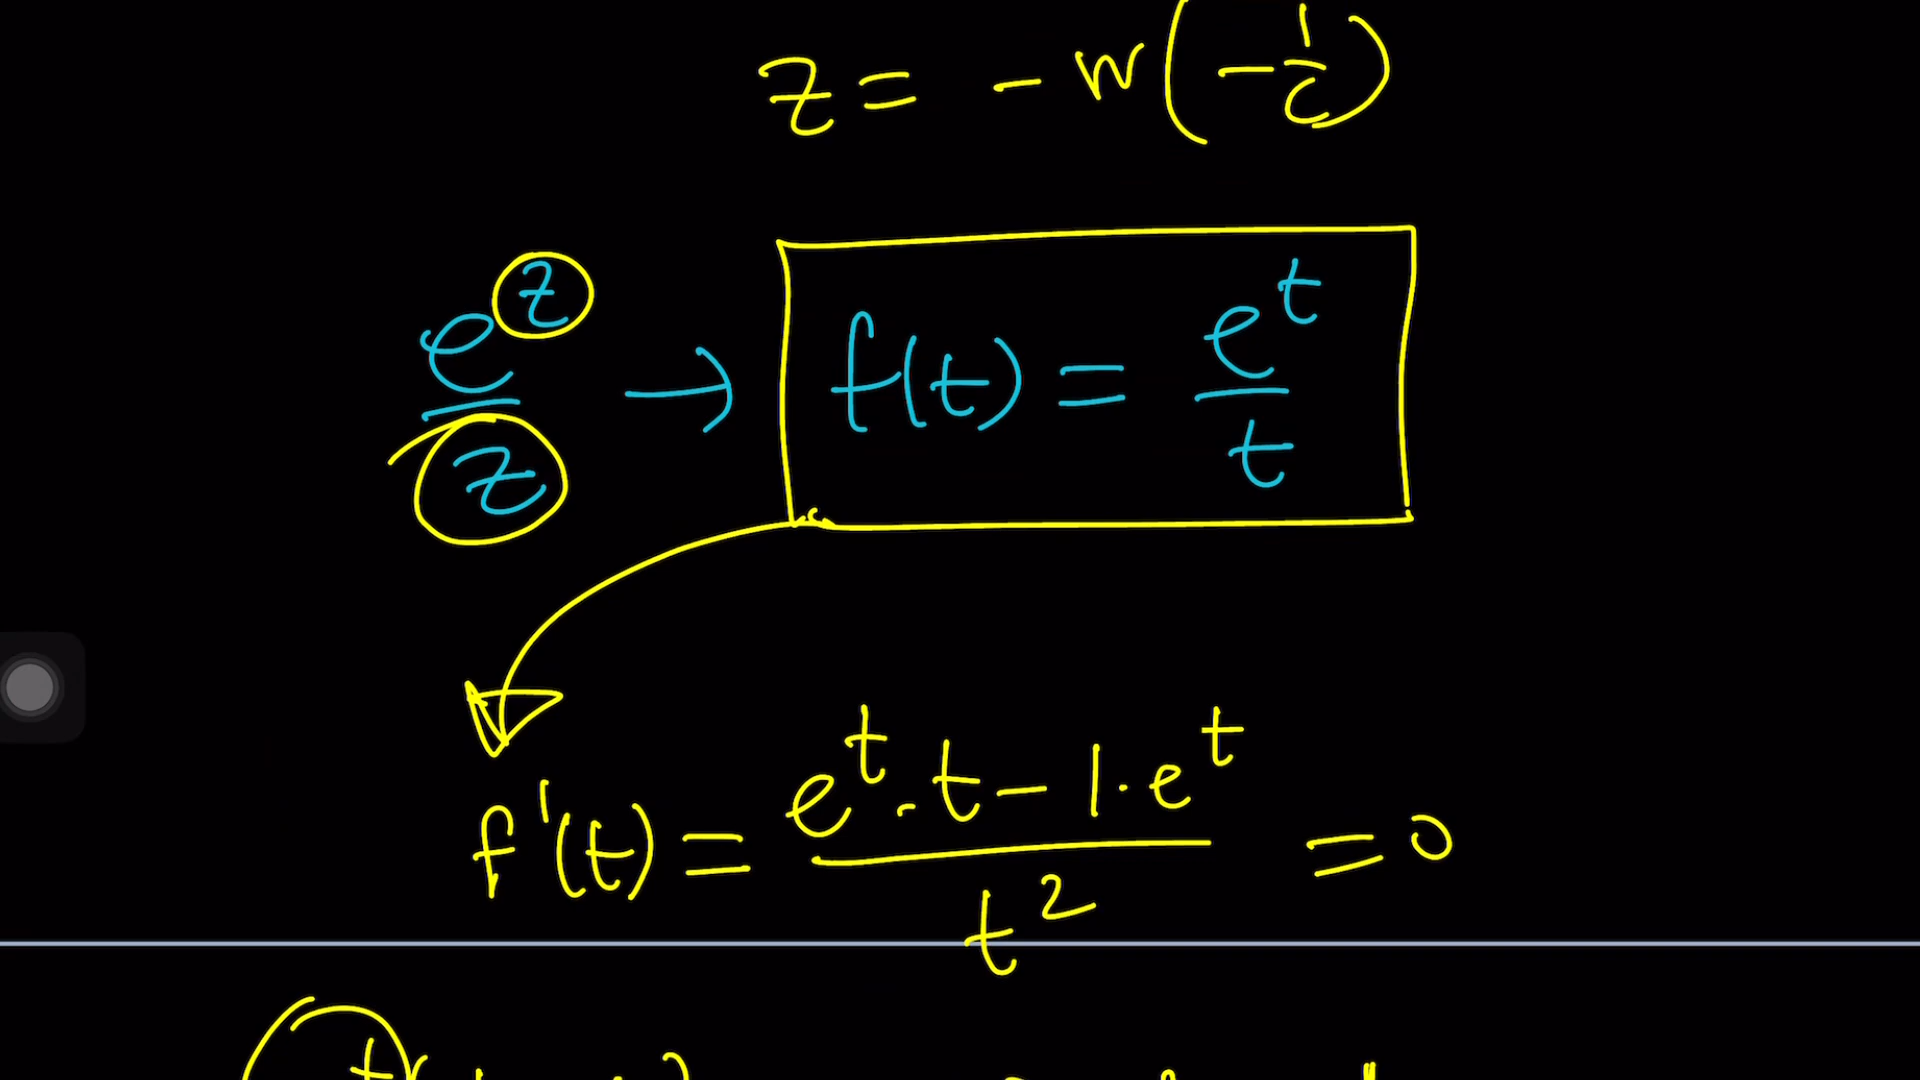 z = - W(-1/c)
e^z/z → f(t) = e^t/t
f'(t) = (e^t · t - 1 · e^t)/t^2 = 0